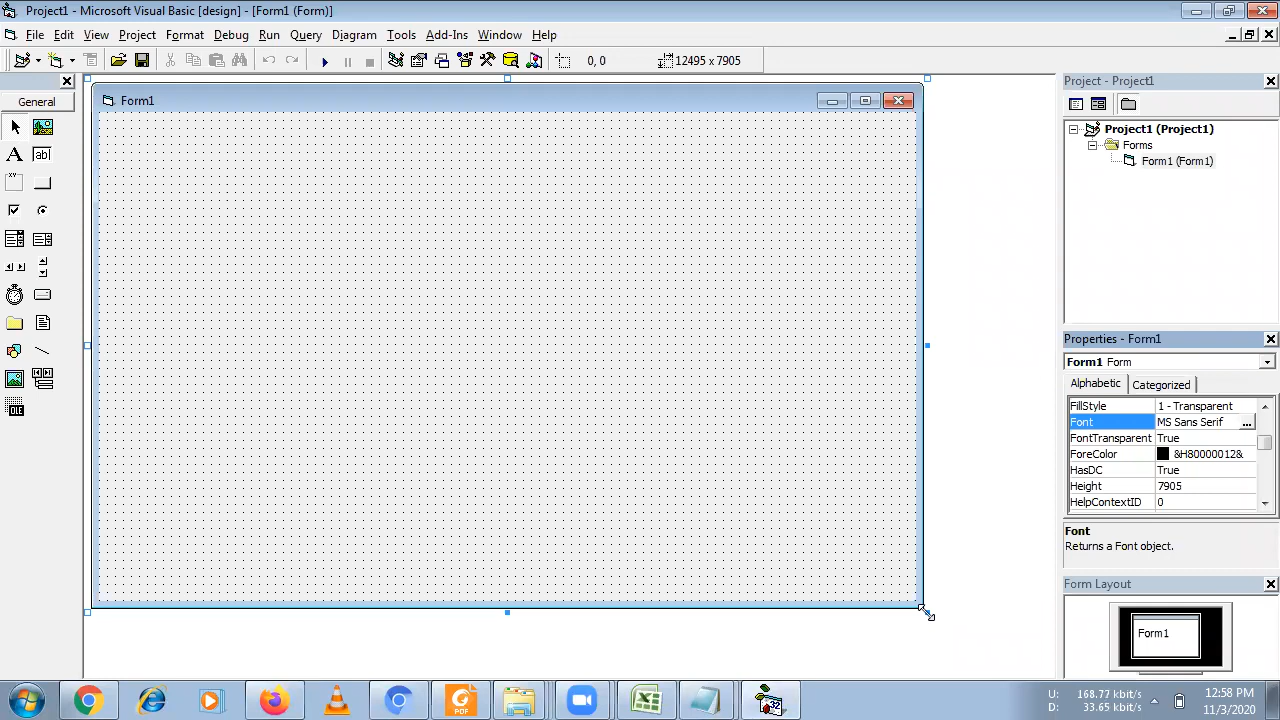 Project1 - Microsoft Visual Basic [design] - [Form1 (Form)]
File Edit View Project Format Debug Run Query Diagram Tools Add-Ins Window Help
0, 0 12495 x 7905
General
A ab|
xy
OLE
Form1
Project - Project1
Project1 (Project1)
Forms
Form1 (Form1)
Properties - Form1
Form1 Form
Alphabetic Categorized
FillStyle 1 - Transparent
Font MS Sans Serif ...
FontTransparent True
ForeColor &H80000012&
HasDC True
Height 7905
HelpContextID 0
Font
Returns a Font object.
Form Layout
Form1
PDF
U: 168.77 kbit/s
D: 33.65 kbit/s
12:58 PM
11/3/2020